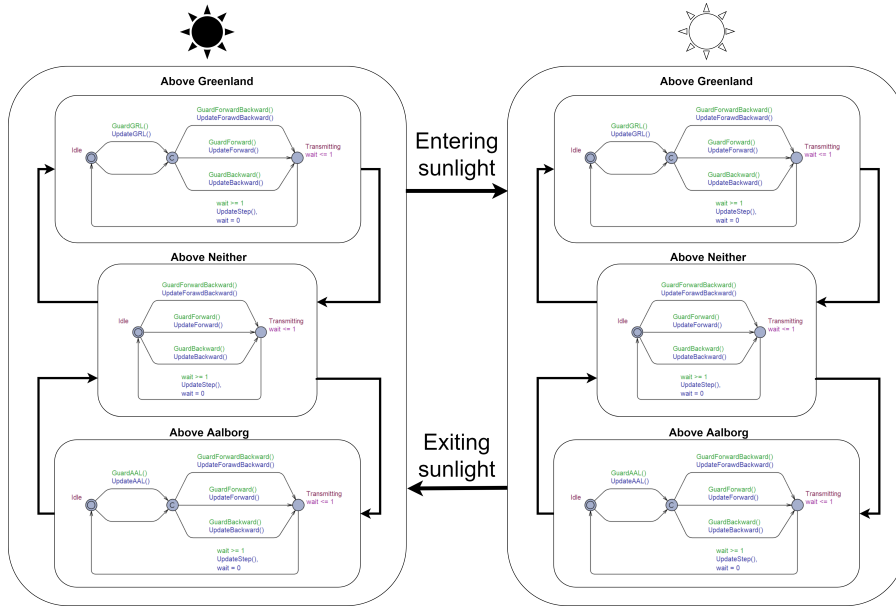 Above Greenland
GuardGRL()
UpdateGRL()
Idle
C
GuardForwardBackward()
UpdateForawdBackward()
GuardForward()
UpdateForward()
GuardBackward()
UpdateBackward()
Transmitting
wait <= 1
wait >= 1
UpdateStep(),
wait = 0
Above Neither
Idle
GuardForwardBackward()
UpdateForawdBackward()
GuardForward()
UpdateForward()
GuardBackward()
UpdateBackward()
Transmitting
wait <= 1
wait >= 1
UpdateStep(),
wait = 0
Above Aalborg
GuardAAL()
UpdateAAL()
Idle
C
GuardForwardBackward()
UpdateForawdBackward()
GuardForward()
UpdateForward()
GuardBackward()
UpdateBackward()
Transmitting
wait <= 1
wait >= 1
UpdateStep(),
wait = 0
Entering
sunlight
Exiting
sunlight
Above Greenland
GuardGRL()
UpdateGRL()
Idle
C
GuardForwardBackward()
UpdateForawdBackward()
GuardForward()
UpdateForward()
GuardBackward()
UpdateBackward()
Transmitting
wait <= 1
wait >= 1
UpdateStep(),
wait = 0
Above Neither
Idle
GuardForwardBackward()
UpdateForawdBackward()
GuardForward()
UpdateForward()
GuardBackward()
UpdateBackward()
Transmitting
wait <= 1
wait >= 1
UpdateStep(),
wait = 0
Above Aalborg
GuardAAL()
UpdateAAL()
Idle
C
GuardForwardBackward()
UpdateForawdBackward()
GuardForward()
UpdateForward()
GuardBackward()
UpdateBackward()
Transmitting
wait <= 1
wait >= 1
UpdateStep(),
wait = 0